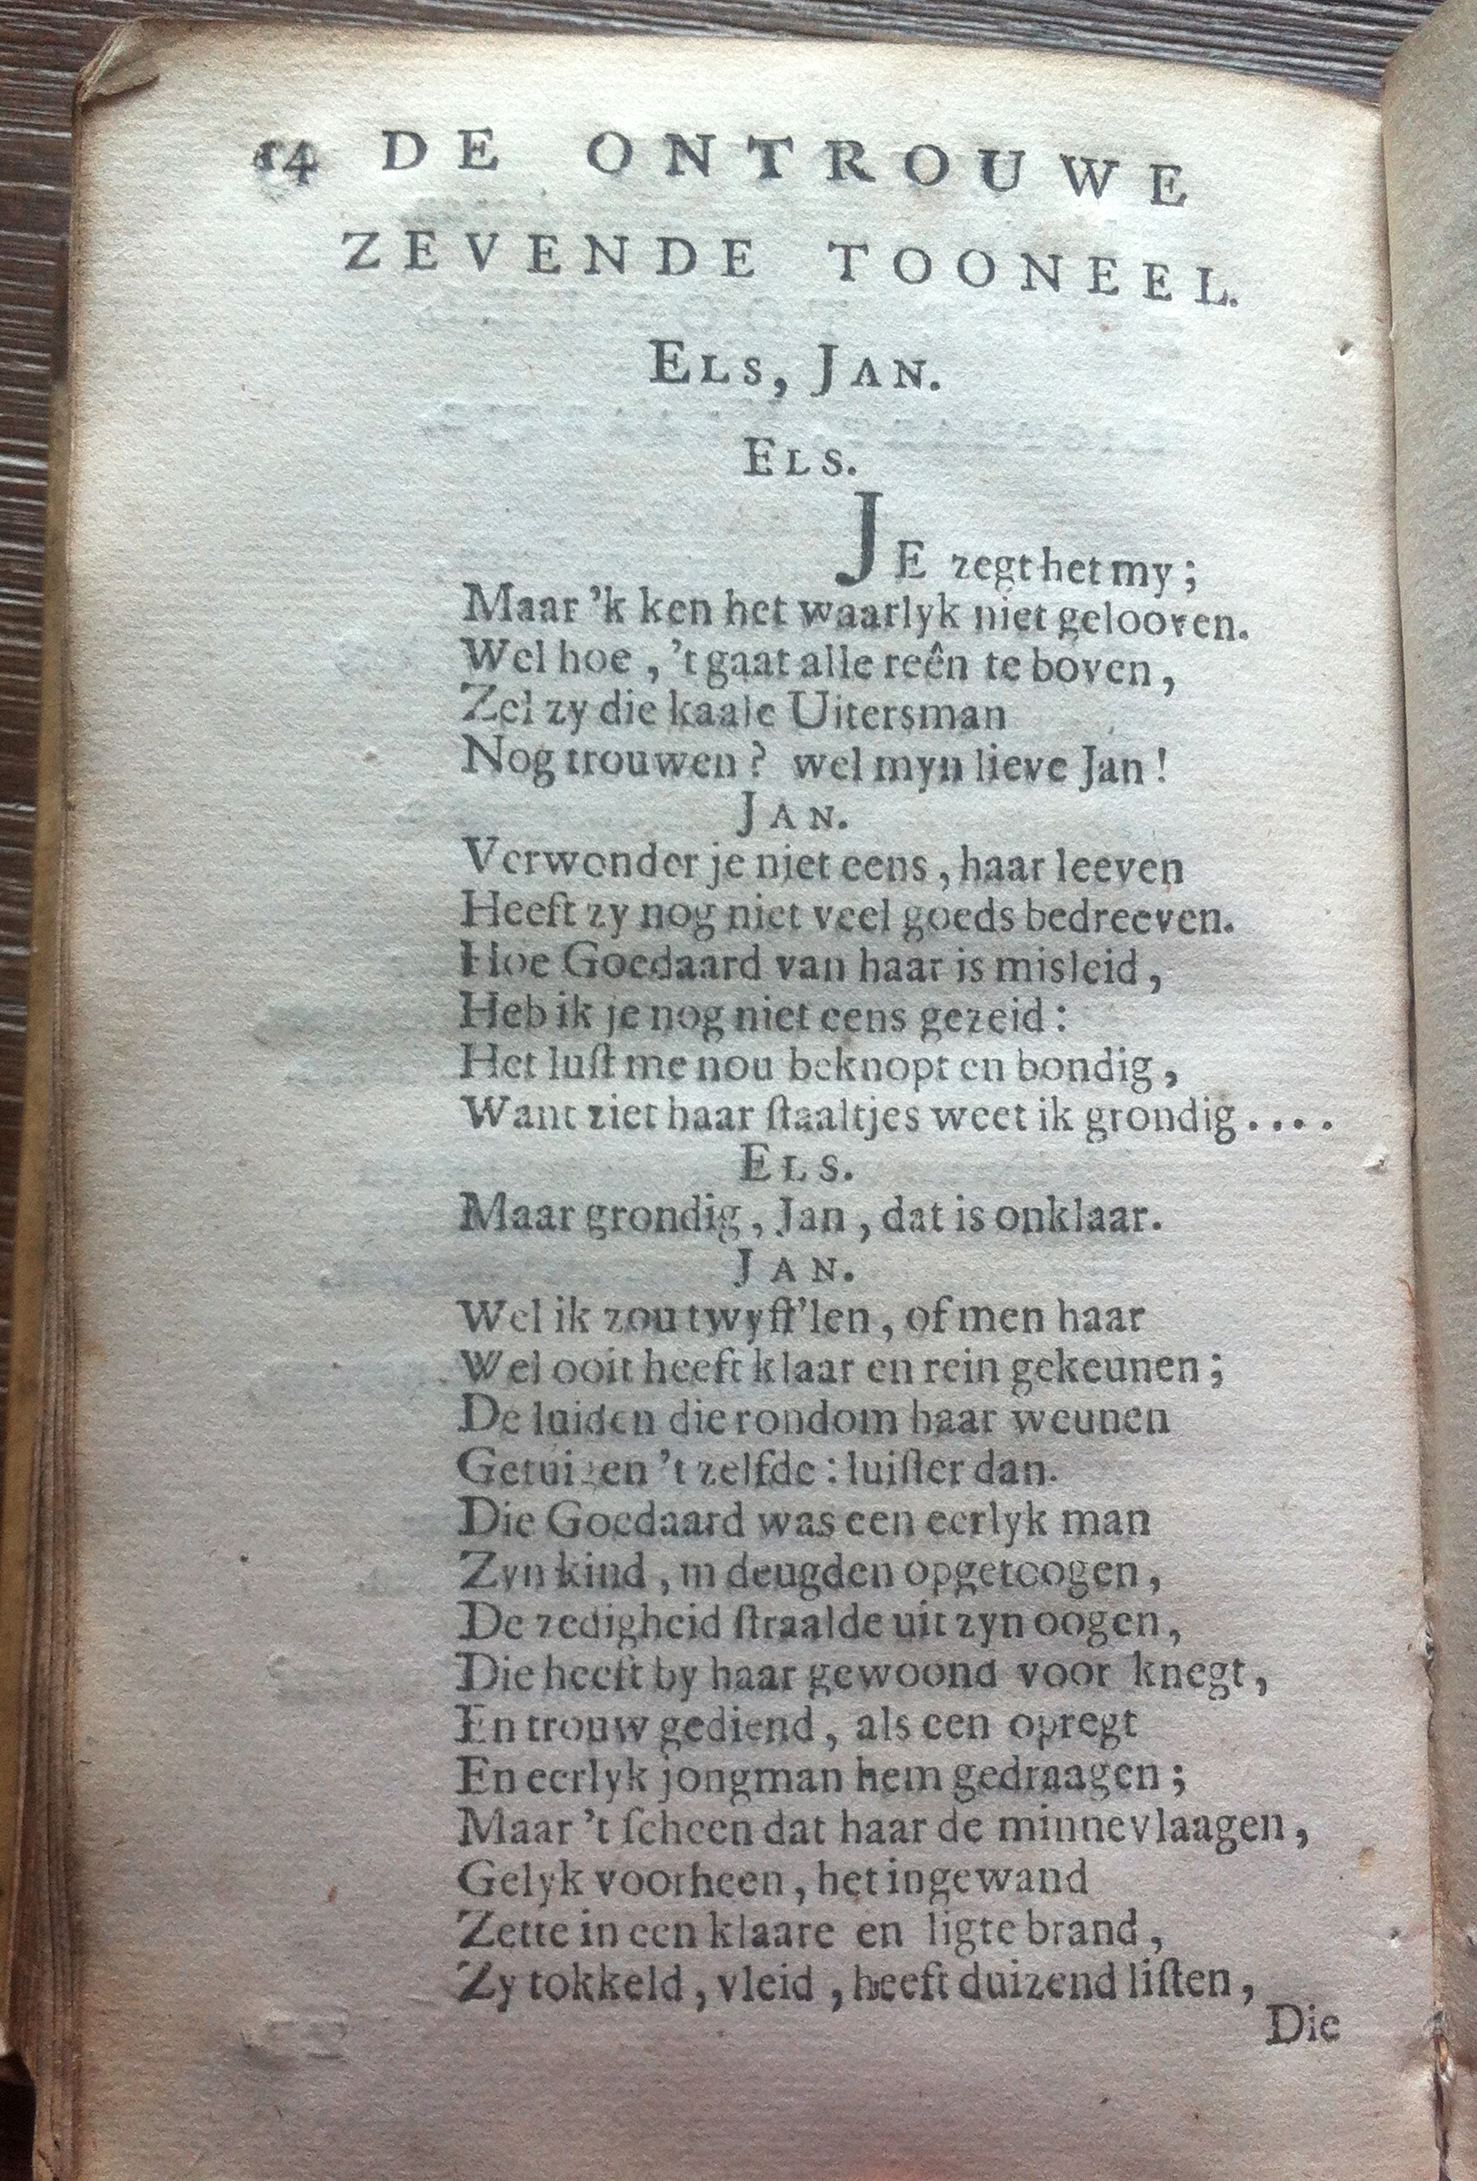 14 DE ONTROUWE
ZEVENDE TOONEEL.
ELS, JAN.
ELS.
JE zegt het my;
Maar 'k ken het waarlyk niet gelooven.
Wel hoe, 't gaat alle reên te boven,
Zel zy die kaale Uitersman
Nog trouwen? wel myn lieve Jan!
JAN.
Verwonder je niet eens, haar leeven
Heeft zy nog niet veel goeds bedreeven.
Hoe Goedaard van haar is misleid,
Heb ik je nog niet eens gezeid:
Het lust me nou beknopt en bondig,
Want ziet haar staaltjes weet ik grondig....
ELS.
Maar grondig, Jan, dat is onklaar.
JAN.
Wel ik zou twyff'len, of men haar
Wel ooit heeft klaar en rein gekeunen;
De luiden die rondom haar weunen
Getuigen 't zelfde: luister dan.
Die Goedaard was een eerlyk man
Zyn kind, in deugden opgetoogen,
De zedigheid straalde uit zyn oogen,
Die heeft by haar gewoond voor knegt,
En trouw gediend, als een opregt
En eerlyk jongman hem gedraagen;
Maar 't scheen dat haar de minnevlaagen,
Gelyk voorheen, het ingewand
Zette in een klaare en ligte brand,
Zy tokkeld, vleid, heeft duizend listen,
Die